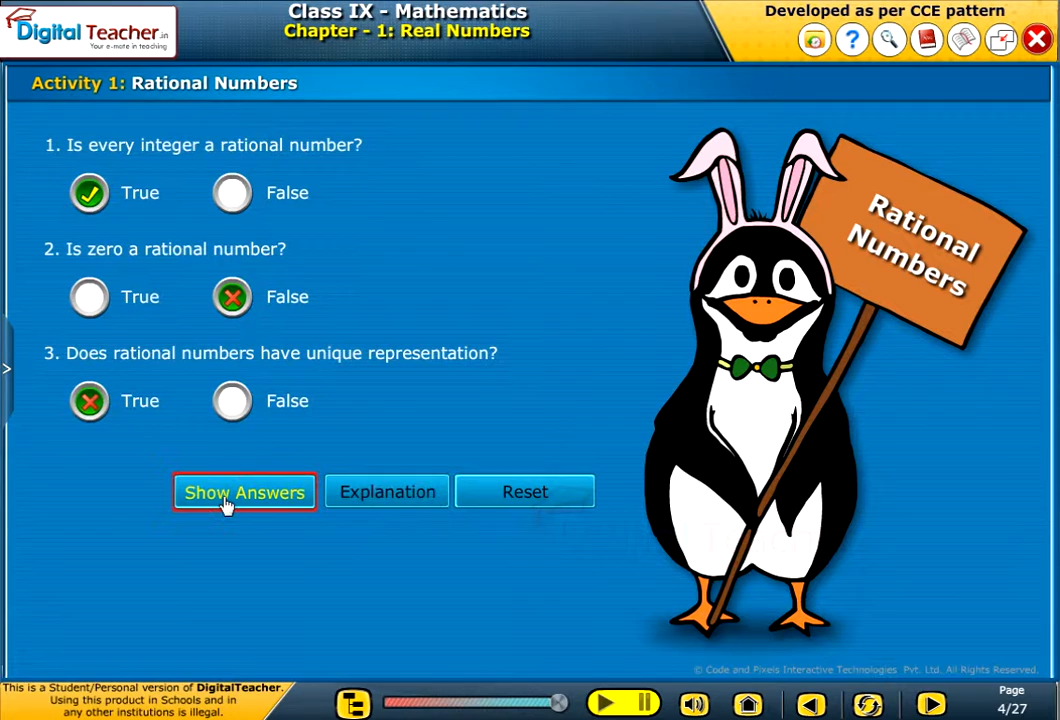 Digital Teacher.in
Your e-mate in teaching
Class IX - Mathematics
Chapter - 1: Real Numbers
Developed as per CCE pattern
Activity 1: Rational Numbers
1. Is every integer a rational number?
True False
2. Is zero a rational number?
True False
3. Does rational numbers have unique representation?
True False
Show Answers Explanation Reset
Rational
Numbers
© Code and Pixels Interactive Technologies Pvt. Ltd. All Rights Reserved.
This is a Student/Personal version of DigitalTeacher.
Using this product in Schools and in
any other institutions is illegal.
Page
4/27